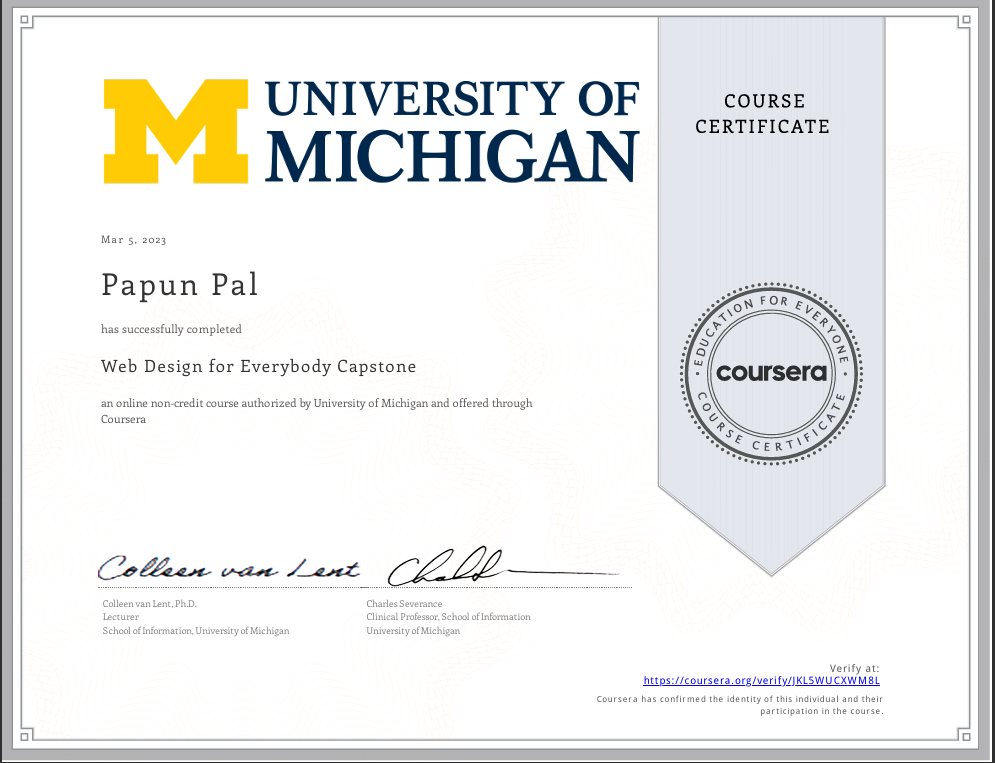 UNIVERSITY OF
MICHIGAN
COURSE
CERTIFICATE
Mar 5, 2023
Papun Pal
has successfully completed
Web Design for Everybody Capstone
an online non-credit course authorized by University of Michigan and offered through
Coursera
EDUCATION FOR EVERYONE
coursera
COURSE CERTIFICATE
Colleen van Lent
Colleen van Lent, Ph.D.
Lecturer
School of Information, University of Michigan
Charles Severance
Clinical Professor, School of Information
University of Michigan
Verify at:
https://coursera.org/verify/JKL5WUCXWM8L
Coursera has confirmed the identity of this individual and their
participation in the course.